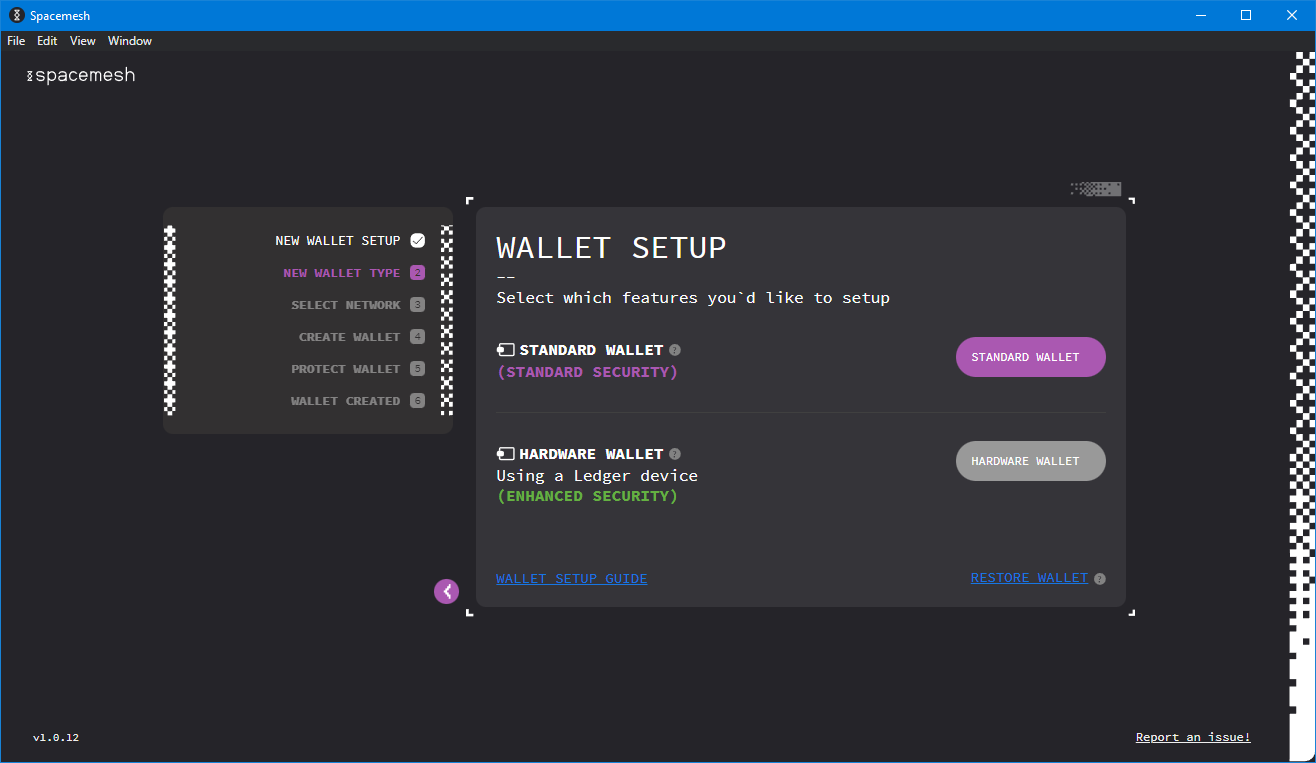 Spacemesh
File Edit View Window
spacemesh
NEW WALLET SETUP
NEW WALLET TYPE 2
SELECT NETWORK 3
CREATE WALLET 4
PROTECT WALLET 5
WALLET CREATED 6
WALLET SETUP
--
Select which features you`d like to setup
STANDARD WALLET ?
(STANDARD SECURITY)
STANDARD WALLET
HARDWARE WALLET ?
Using a Ledger device
(ENHANCED SECURITY)
HARDWARE WALLET
WALLET SETUP GUIDE
RESTORE WALLET ?
v1.0.12
Report an issue!